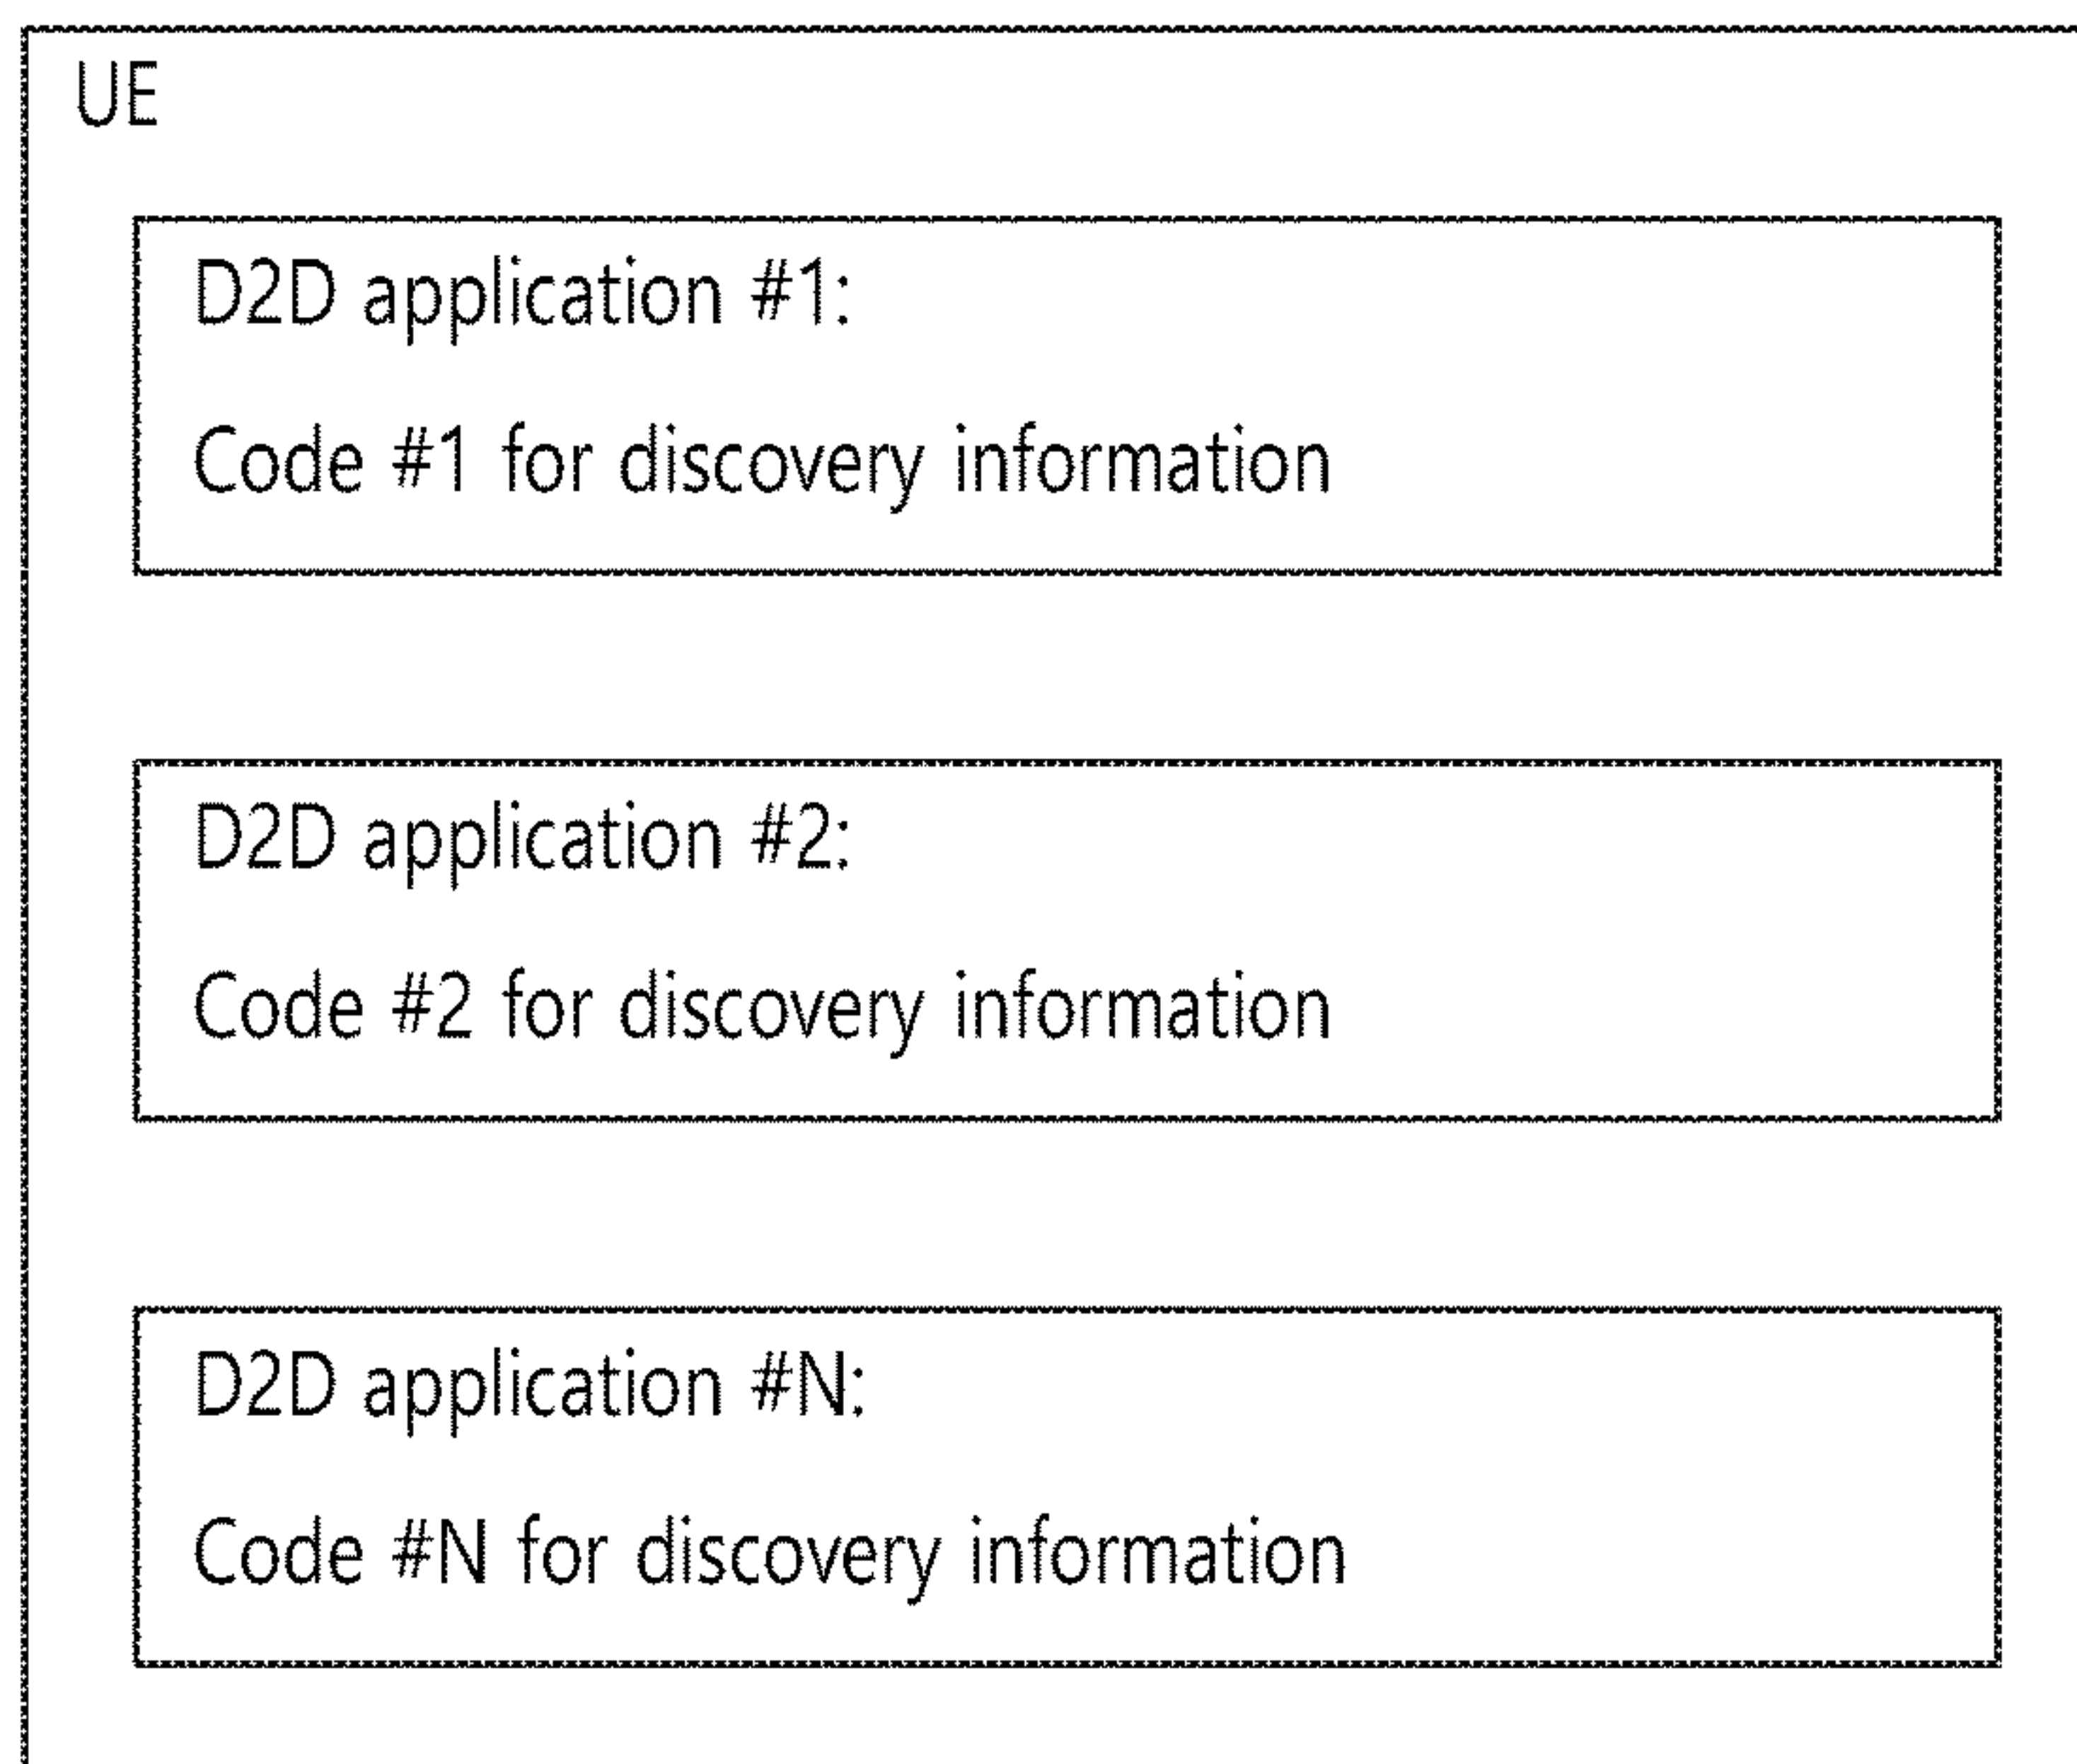 UE
D2D application #1:
Code #1 for discovery information
D2D application #2:
Code #2 for discovery information
D2D application #N:
Code #N for discovery information